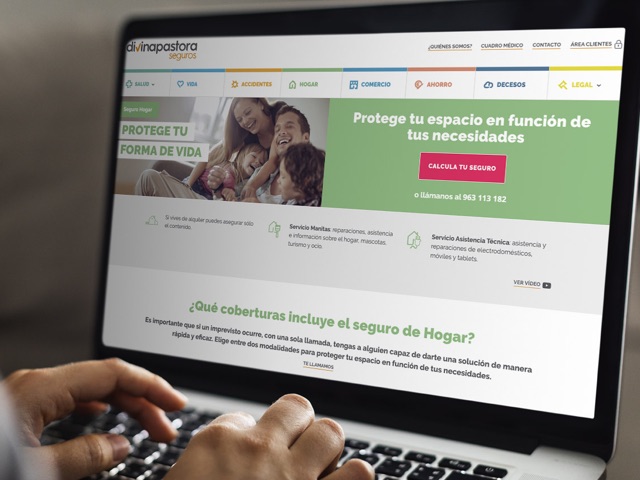 divinapastora
seguros
¿QUIÉNES SOMOS?
CUADRO MÉDICO
CONTACTO
ÁREA CLIENTES
SALUD
VIDA
ACCIDENTES
HOGAR
COMERCIO
AHORRO
DECESOS
LEGAL
Seguro Hogar
PROTEGE TU
FORMA DE VIDA
Protege tu espacio en función de
tus necesidades
CALCULA TU SEGURO
o llámanos al 963 113 182
Si vives de alquiler puedes asegurar sólo
el contenido.
Servicio Manitas: reparaciones, asistencia
e informacion sobre el hogar, mascotas,
turismo y ocio.
Servicio Asistencia Técnica: asistencia y
reparaciones de electrodomésticos,
móviles y tablets.
VER VÍDEO
¿Qué coberturas incluye el seguro de Hogar?
Es importante que si un imprevisto ocurre, con una sola llamada, tengas a alguien capaz de darte una solución de manera
rápida y eficaz. Elige entre dos modalidades para proteger tu espacio en función de tus necesidades.
TE LLAMAMOS